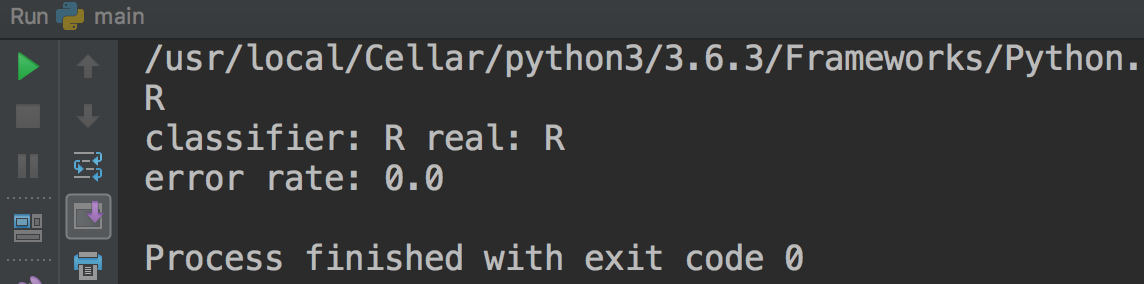 Run main
/usr/local/Cellar/python3/3.6.3/Frameworks/Python.
R
classifier: R real: R
error rate: 0.0
Process finished with exit code 0